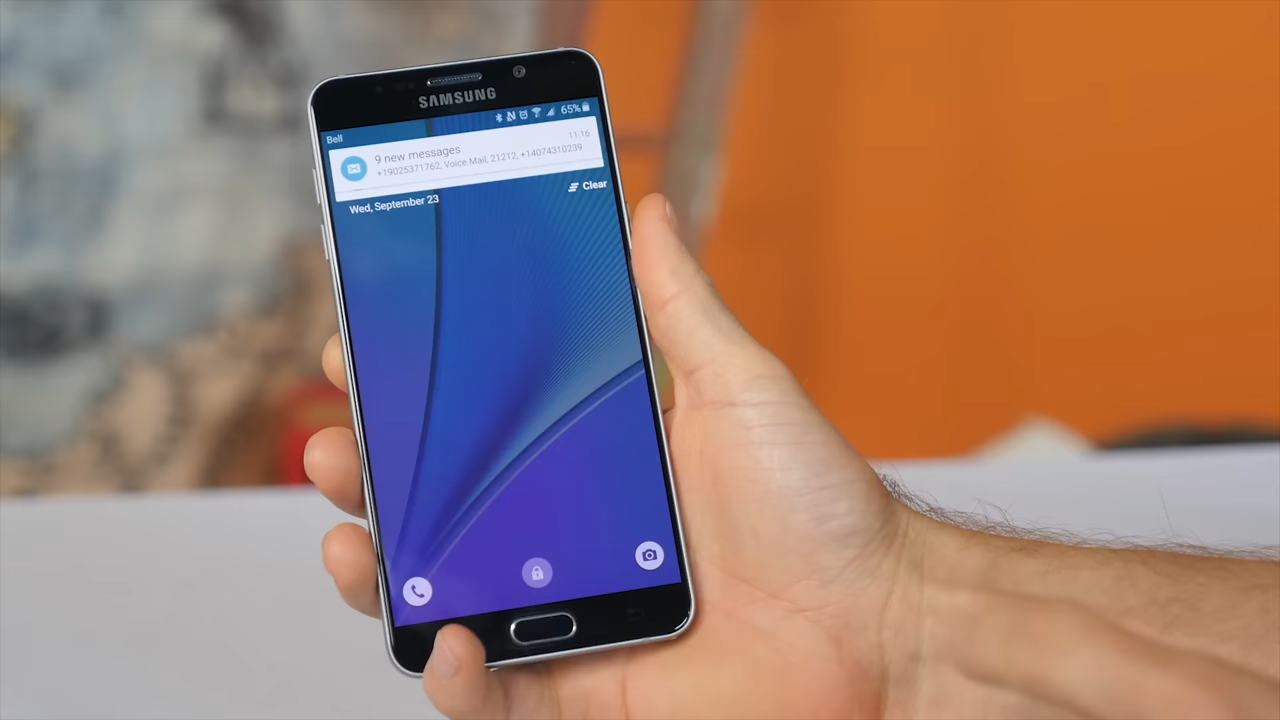 SAMSUNG
65%
Bell
9 new messages
11:16
+19025371762, Voice Mail, 21212, +14074310239
Clear
Wed, September 23